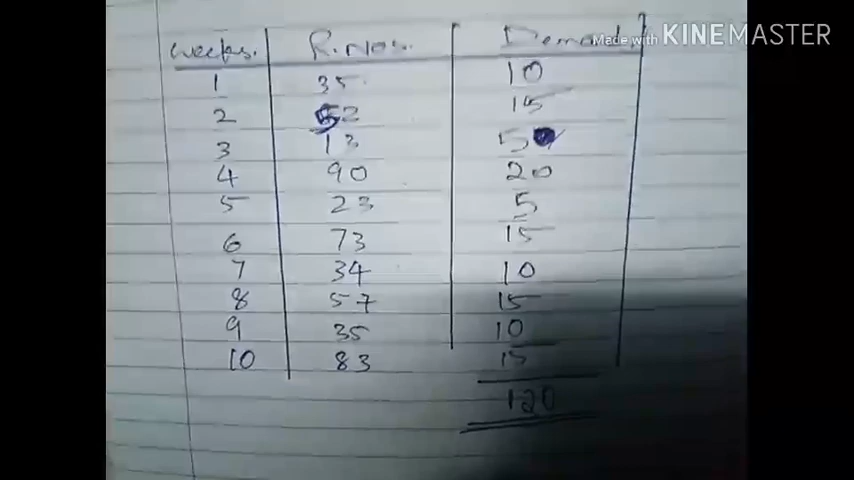 Made with KINEMASTER
Weeks. R.Nos. Demand
1 35 10
2 52 15
3 13 5
4 90 20
5 23 5
6 73 15
7 34 10
8 57 15
9 35 10
10 83 15
120